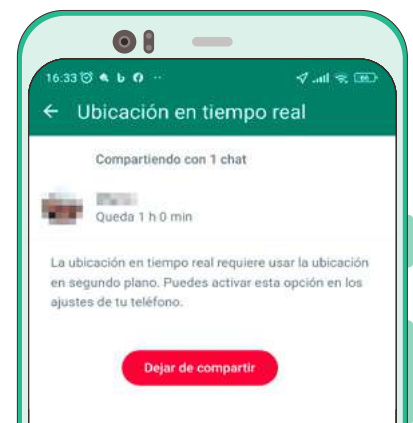 16:33
Ubicación en tiempo real
Compartiendo con 1 chat
Queda 1 h 0 min
La ubicación en tiempo real requiere usar la ubicación
en segundo plano. Puedes activar esta opción en los
ajustes de tu teléfono.
Dejar de compartir